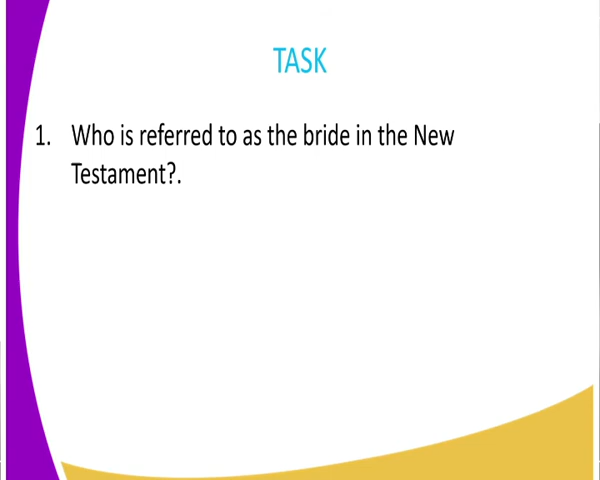 TASK
1. Who is referred to as the bride in the New
Testament?.